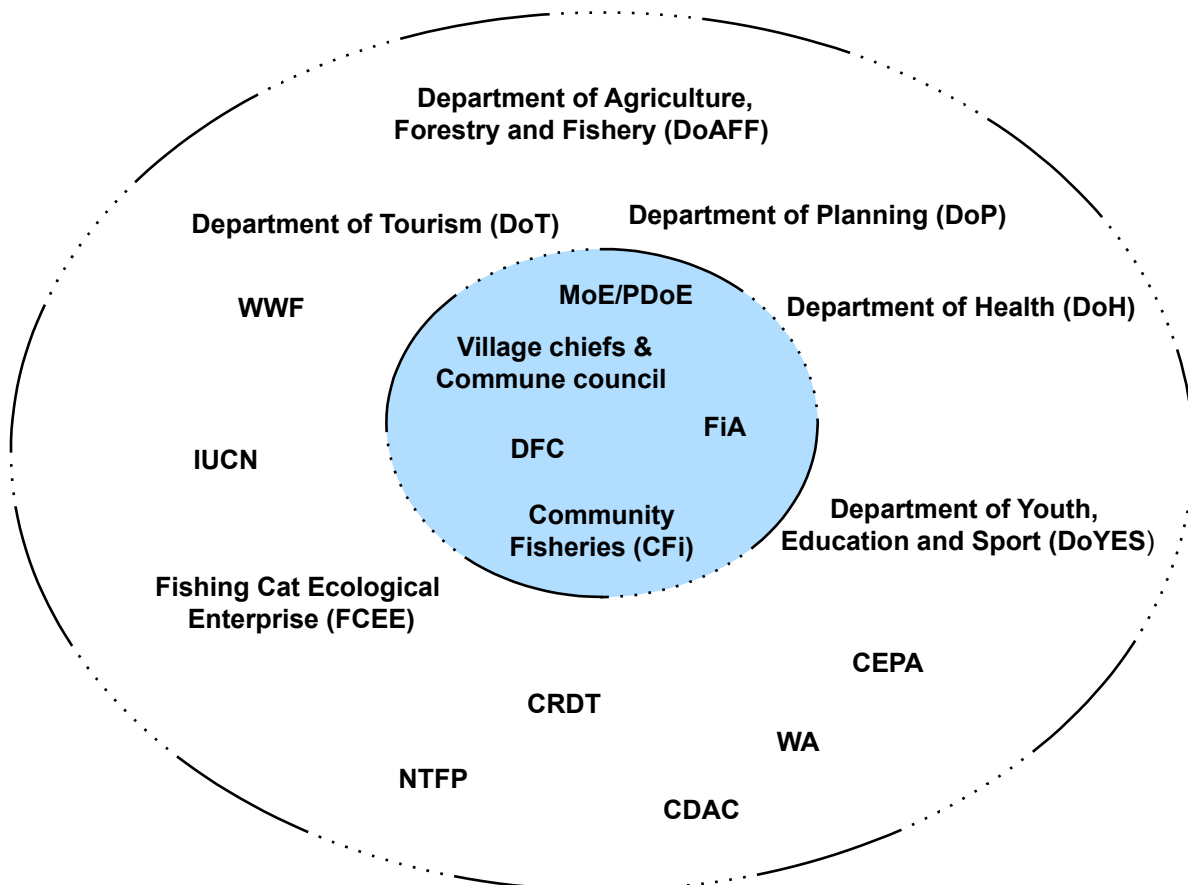 Department of Agriculture,
Forestry and Fishery (DoAFF)
Department of Tourism (DoT)
Department of Planning (DoP)
WWF
MoE/PDoE
Department of Health (DoH)
Village chiefs &
Commune council
IUCN
DFC
FiA
Community
Fisheries (CFi)
Department of Youth,
Education and Sport (DoYES)
Fishing Cat Ecological
Enterprise (FCEE)
CEPA
CRDT
WA
NTFP
CDAC